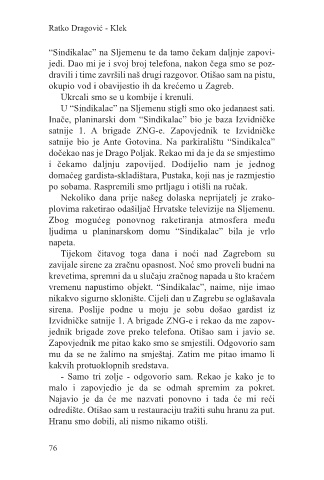 Ratko Dragović - Klek
“Sindikalac” na Sljemenu te da tamo čekam daljnje zapovi-
jedi. Dao mi je i svoj broj telefona, nakon čega smo se poz-
dravili i time završili naš drugi razgovor. Otišao sam na pistu,
okupio vod i obavijestio ih da krećemo u Zagreb.
Ukrcali smo se u kombije i krenuli.
U “Sindikalac” na Sljemenu stigli smo oko jedanaest sati.
Inače, planinarski dom “Sindikalac” bio je baza Izvidničke
satnije 1. A brigade ZNG-e. Zapovjednik te Izvidničke
satnije bio je Ante Gotovina. Na parkiralištu “Sindikalca”
dočekao nas je Drago Poljak. Rekao mi da je da se smjestimo
i čekamo daljnju zapovijed. Dodijelio nam je jednog
domaćeg gardista-skladištara, Pustaka, koji nas je razmjestio
po sobama. Raspremili smo prtljagu i otišli na ručak.
Nekoliko dana prije našeg dolaska neprijatelj je zrako-
plovima raketirao odašiljač Hrvatske televizije na Sljemenu.
Zbog mogućeg ponovnog raketiranja atmosfera među
ljudima u planinarskom domu “Sindikalac” bila je vrlo
napeta.
Tijekom čitavog toga dana i noći nad Zagrebom su
zavijale sirene za zračnu opasnost. Noć smo proveli budni na
krevetima, spremni da u slučaju zračnog napada u što kraćem
vremenu napustimo objekt. “Sindikalac”, naime, nije imao
nikakvo sigurno sklonište. Cijeli dan u Zagrebu se oglašavala
sirena. Poslije podne u moju je sobu došao gardist iz
Izvidničke satnije 1. A brigade ZNG-e i rekao da me zapov-
jednik brigade zove preko telefona. Otišao sam i javio se.
Zapovjednik me pitao kako smo se smjestili. Odgovorio sam
mu da se ne žalimo na smještaj. Zatim me pitao imamo li
kakvih protuoklopnih sredstava.
- Samo tri zolje - odgovorio sam. Rekao je kako je to
malo i zapovjedio je da se odmah spremim za pokret.
Najavio je da će me nazvati ponovno i tada će mi reći
odredište. Otišao sam u restauraciju tražiti suhu hranu za put.
Hranu smo dobili, ali nismo nikamo otišli.
76